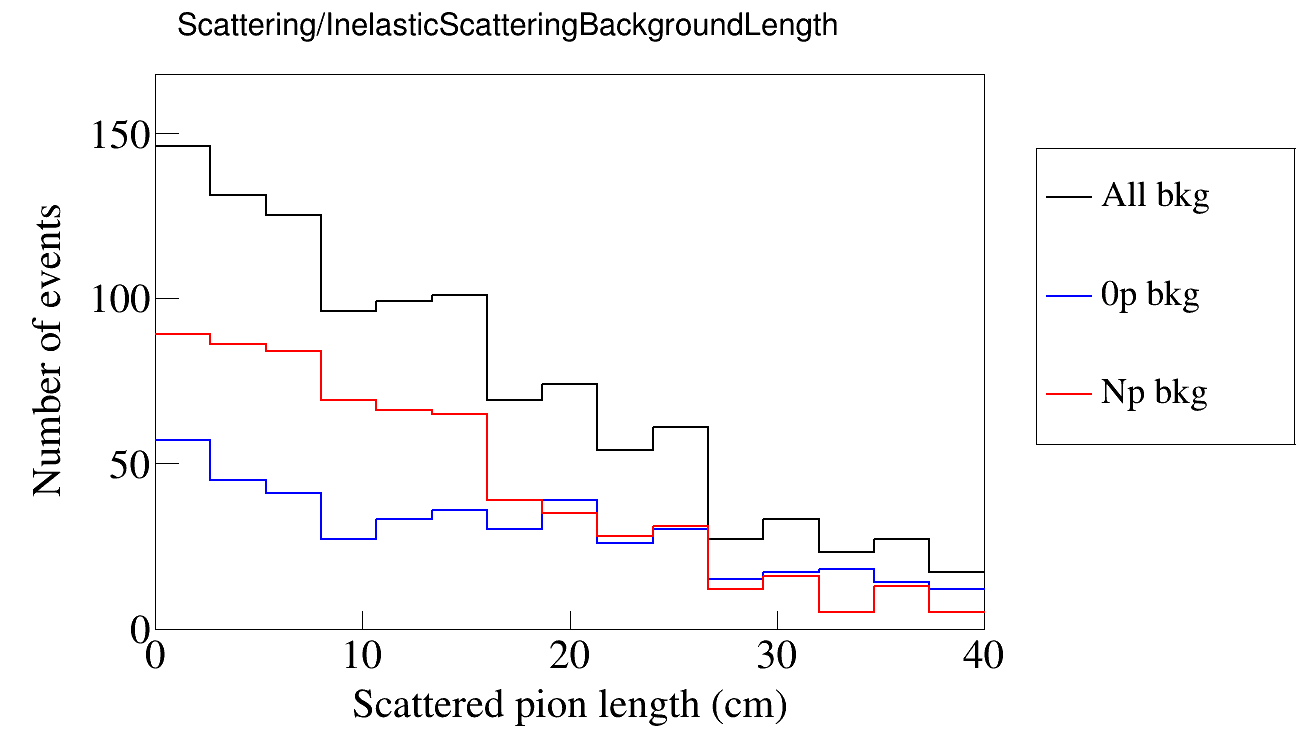 Scattering/InelasticScatteringBackgroundLength
150
100
50
0
0 10 20 30 40
Number of events
Scattered pion length (cm)
All bkg
0p bkg
Np bkg